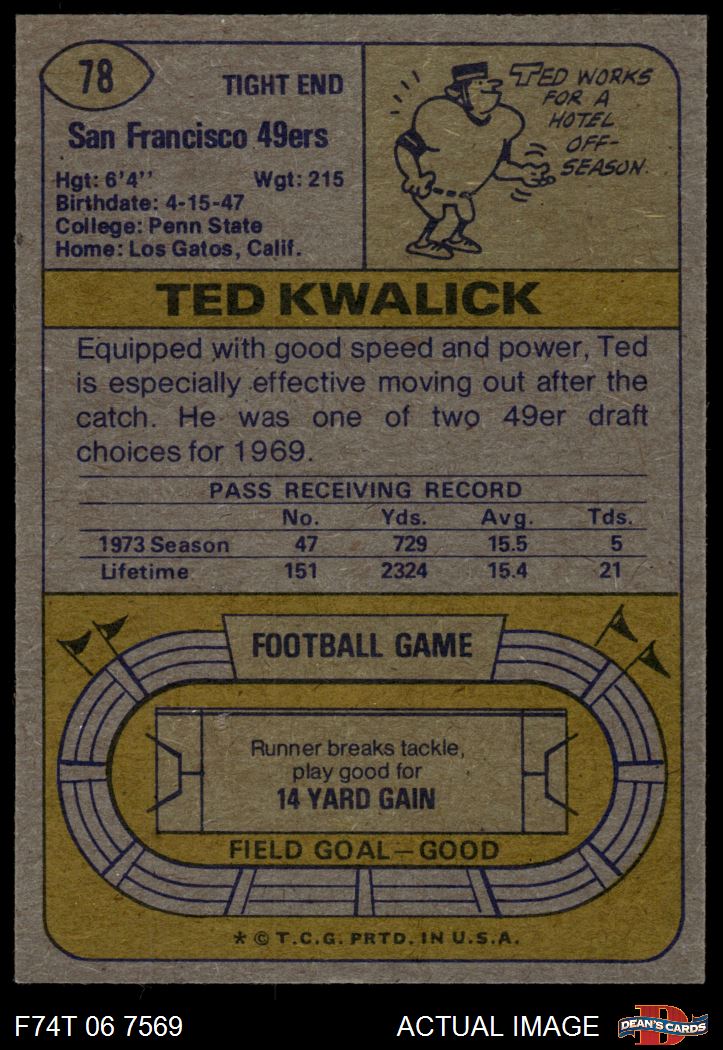 78
TIGHT END
San Francisco 49ers
Hgt: 6'4'' Wgt: 215
Birthdate: 4-15-47
College: Penn State
Home: Los Gatos, Calif.
TED WORKS
FOR A
HOTEL
OFF-
SEASON.
TED KWALICK
Equipped with good speed and power, Ted
is especially effective moving out after the
catch. He was one of two 49er draft
choices for 1969.
PASS RECEIVING RECORD
No. Yds. Avg. Tds.
1973 Season 47 729 15.5 5
Lifetime 151 2324 15.4 21
FOOTBALL GAME
Runner breaks tackle,
play good for
14 YARD GAIN
FIELD GOAL—GOOD
* © T.C.G. PRTD. IN U.S.A.
F74T 06 7569 ACTUAL IMAGE
D
DEAN'S CARDS